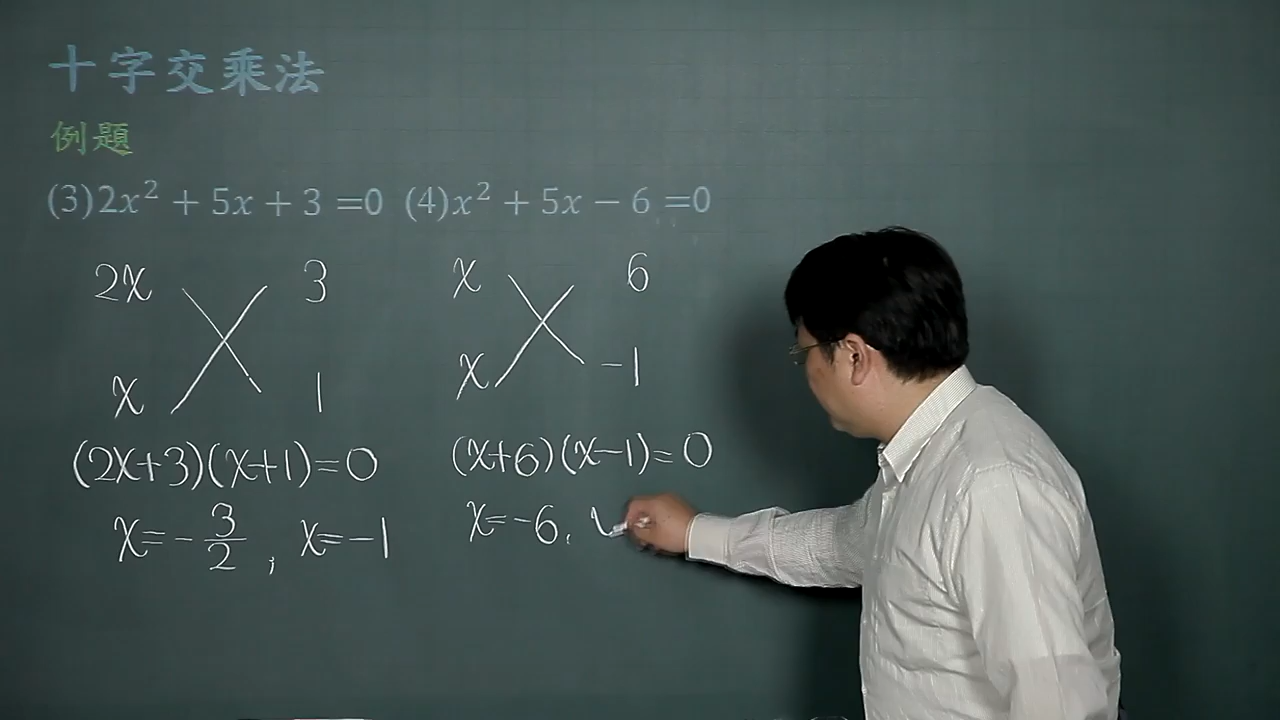 十字交乘法
例題
(3)2x² + 5x + 3 =0 (4)x² + 5x − 6 =0
2x 3
x 1
(2x+3)(x+1)=0
x=-3/2, x=-1
x 6
x -1
(x+6)(x-1)=0
x=-6,